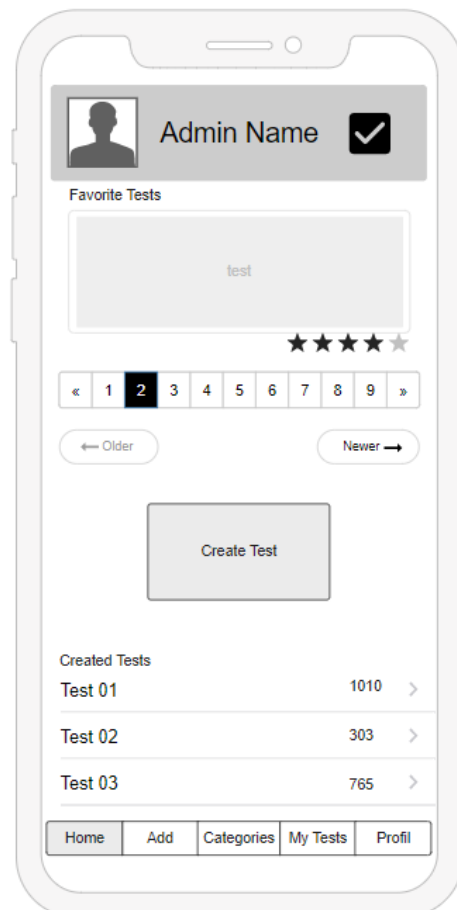 Admin Name
Favorite Tests
test
« 1 2 3 4 5 6 7 8 9 »
← Older Newer →
Create Test
Created Tests
Test 01 1010
Test 02 303
Test 03 765
Home Add Categories My Tests Profil